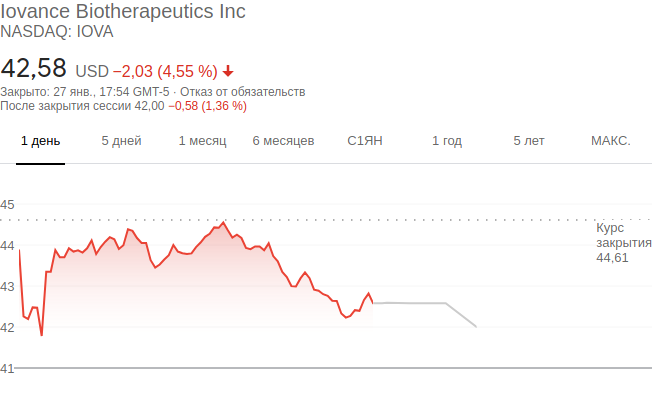 Iovance Biotherapeutics Inc
NASDAQ: IOVA
42,58 USD −2,03 (4,55 %)
Закрыто: 27 янв., 17:54 GMT-5 · Отказ от обязательств
После закрытия сессии 42,00 −0,58 (1,36 %)
1 день 5 дней 1 месяц 6 месяцев С1ЯН 1 год 5 лет МАКС.
45
Курс
закрытия
44,61
44
43
42
41